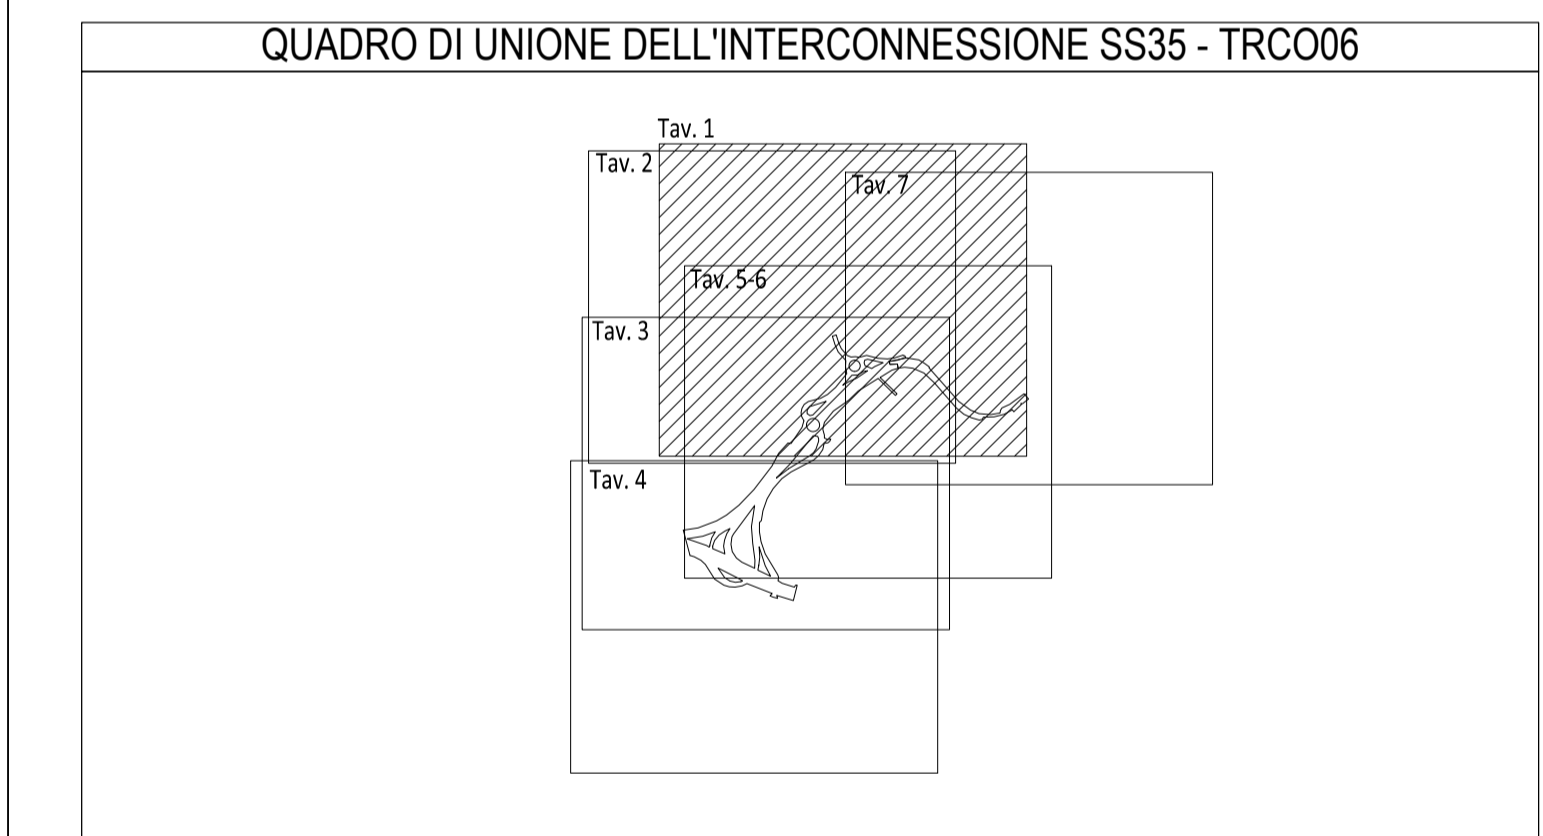 QUADRO DI UNIONE DELL'INTERCONNESSIONE SS35 - TRCO06
Tav. 1
Tav. 2
Tav. 7
Tav. 5-6
Tav. 3
Tav. 4